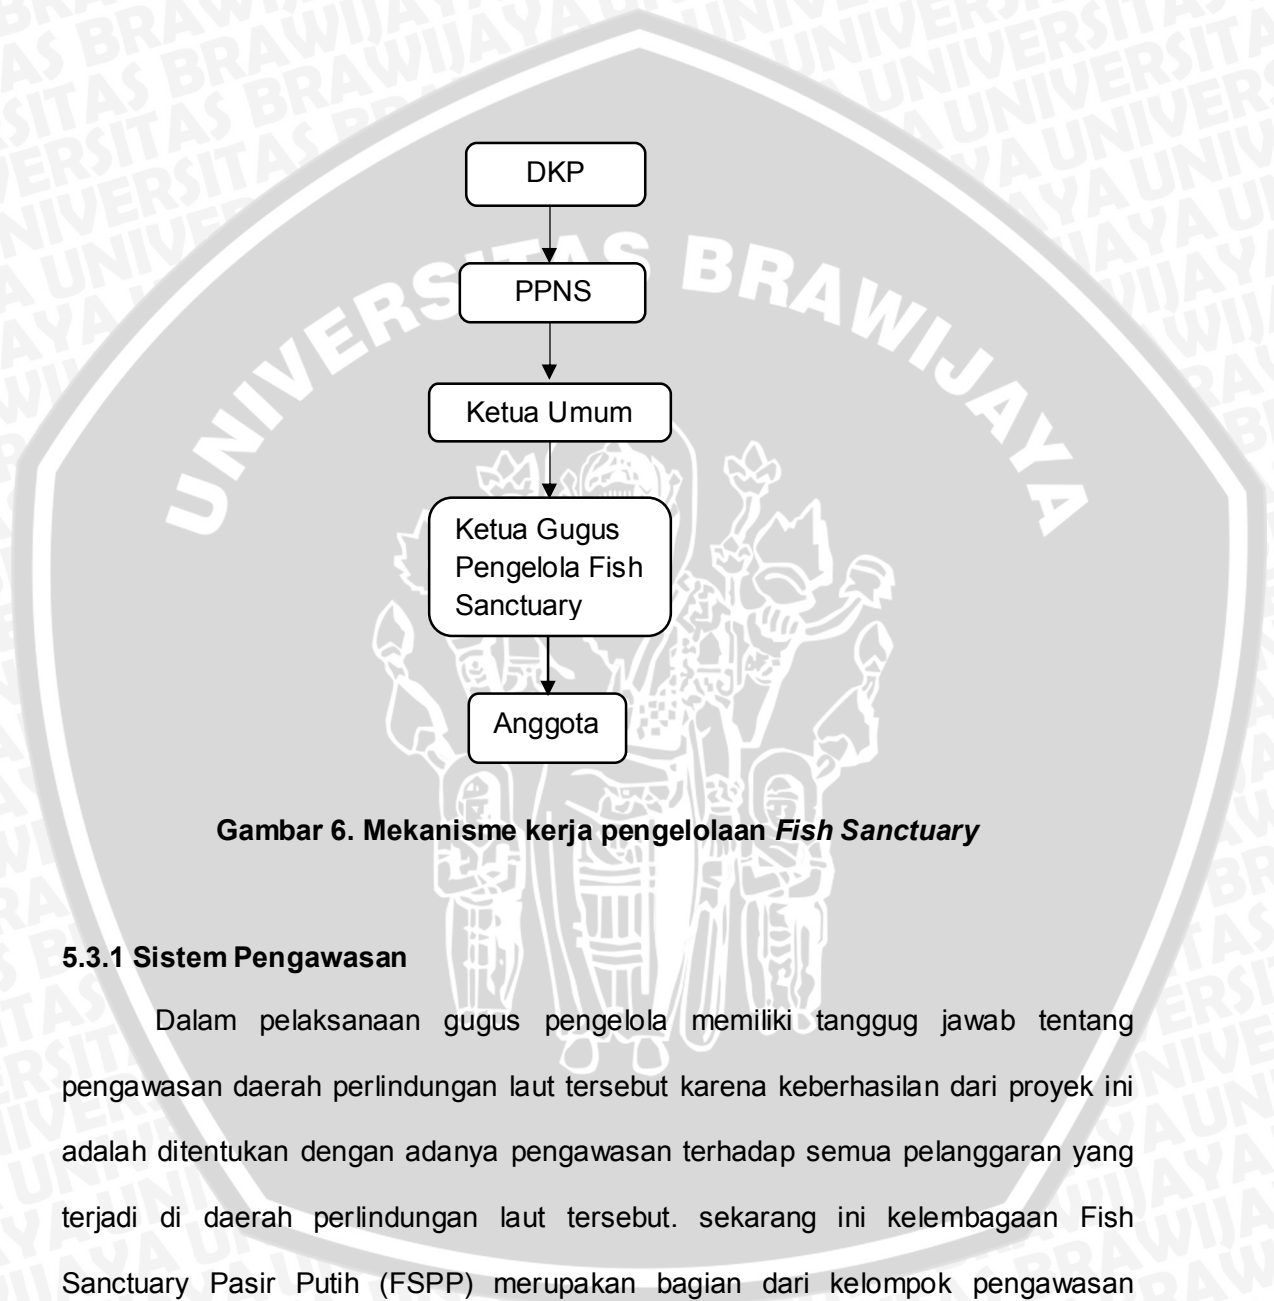 DKP
PPNS
Ketua Umum
Ketua Gugus
Pengelola Fish
Sanctuary
Anggota
Gambar 6. Mekanisme kerja pengelolaan Fish Sanctuary
5.3.1 Sistem Pengawasan
Dalam pelaksanaan gugus pengelola memiliki tanggug jawab tentang
pengawasan daerah perlindungan laut tersebut karena keberhasilan dari proyek ini
adalah ditentukan dengan adanya pengawasan terhadap semua pelanggaran yang
terjadi di daerah perlindungan laut tersebut. sekarang ini kelembagaan Fish
Sanctuary Pasir Putih (FSPP) merupakan bagian dari kelompok pengawasan
UNIVERSITAS BRAWIJAYA